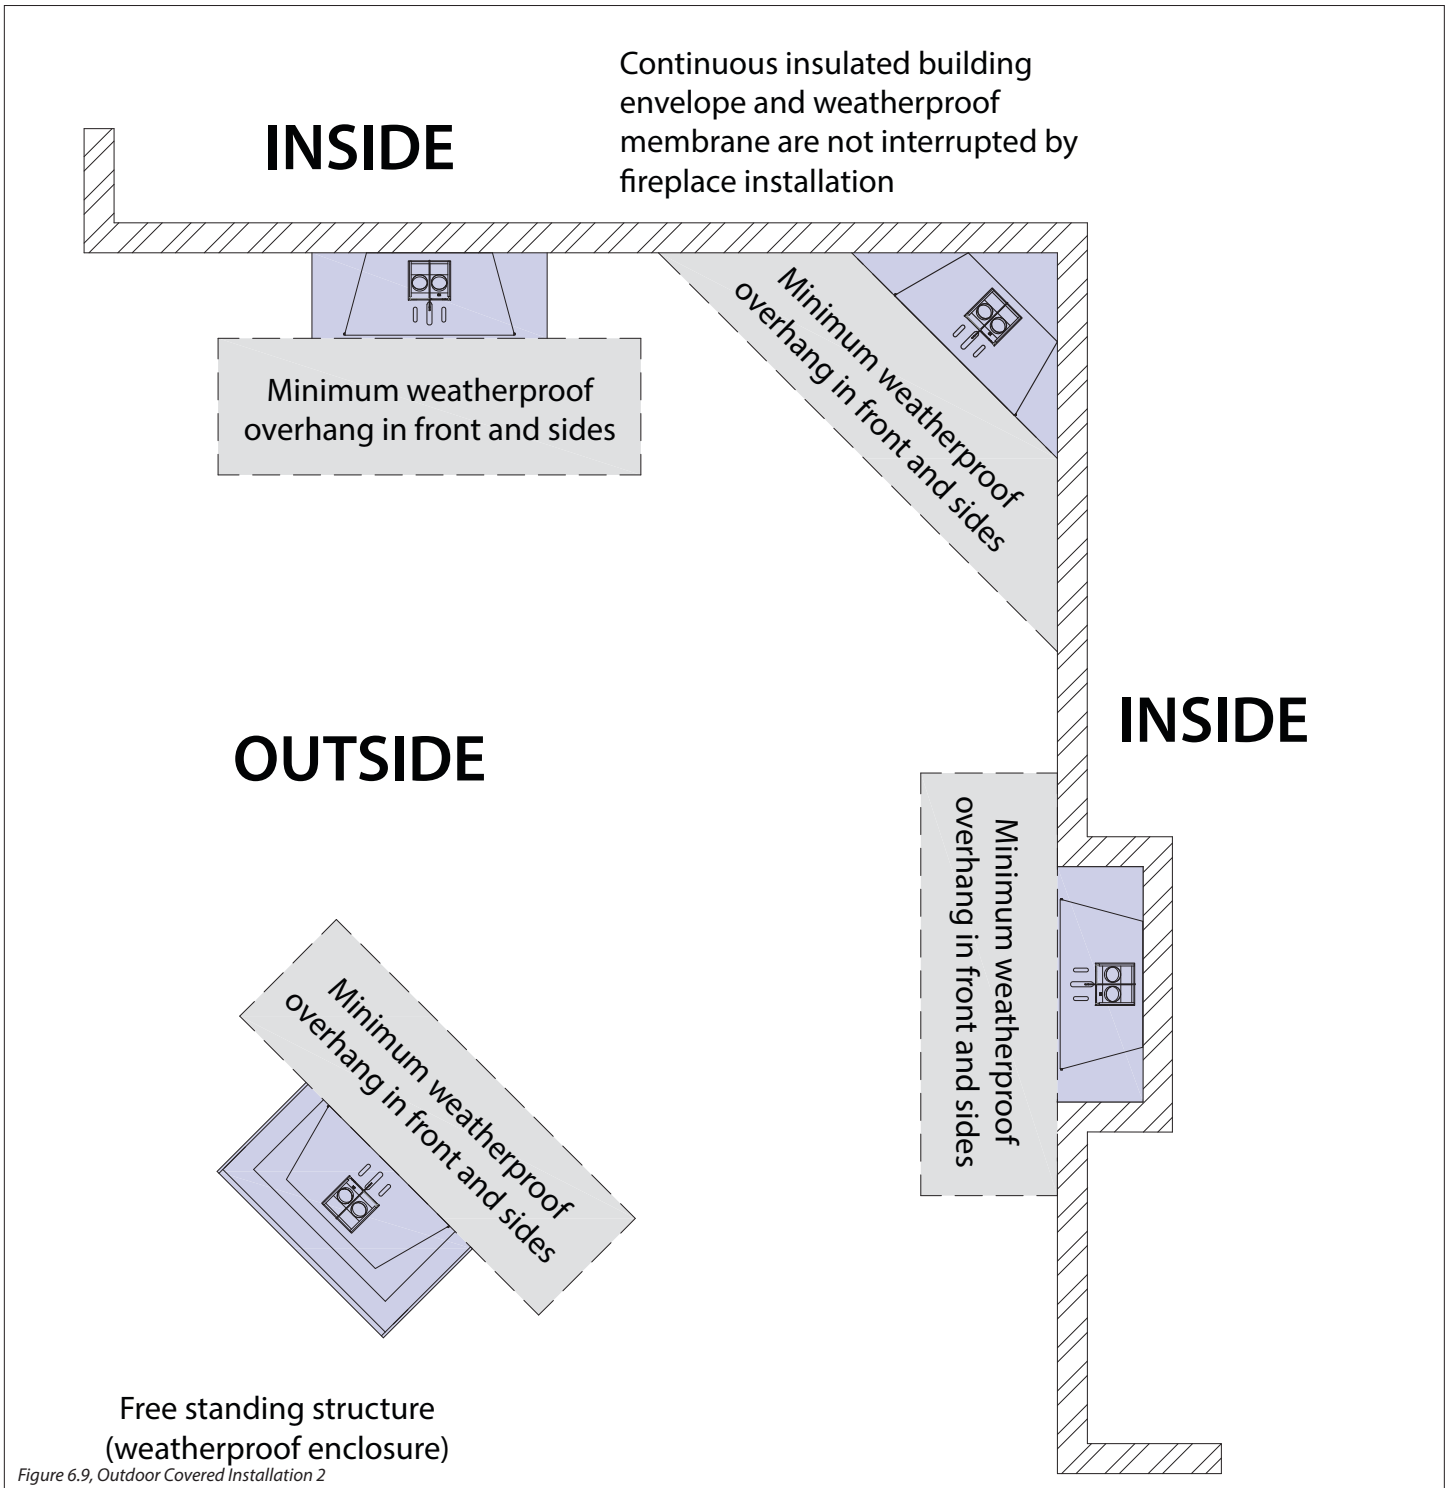 Continuous insulated building
envelope and weatherproof
membrane are not interrupted by
fireplace installation
INSIDE
Minimum weatherproof
overhang in front and sides
Minimum weatherproof
overhang in front and sides
INSIDE
OUTSIDE
Minimum weatherproof
overhang in front and sides
Minimum weatherproof
overhang in front and sides
Free standing structure
(weatherproof enclosure)
Figure 6.9, Outdoor Covered Installation 2